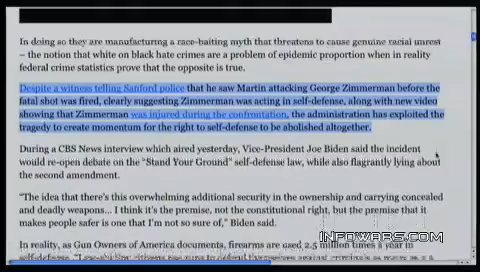 In doing so they are manufacturing a race-baiting myth that threatens to cause genuine racial unrest
– the notion that white on black hate crimes are a problem of epidemic proportion when in reality
federal crime statistics prove that the opposite is true.
Despite a witness telling Sanford police that he saw Martin attacking George Zimmerman before the
fatal shot was fired, clearly suggesting Zimmerman was acting in self-defense, along with new video
showing that Zimmerman was injured during the confrontation, the administration has exploited the
tragedy to create momentum for the right to self-defense to be abolished altogether.
During a CBS News interview which aired yesterday, Vice-President Joe Biden said the incident
would re-open debate on the “Stand Your Ground” self-defense law, while also flagrantly lying about
the second amendment.
“The idea that there's this overwhelming additional security in the ownership and carrying concealed
and deadly weapons... I think it's the premise, not the constitutional right, but the premise that it
makes people safer is one that I'm not so sure of,” Biden said.
In reality, as Gun Owners of America documents, firearms are used 2.5 million times a year in
self-defense. “Law-abiding citizens
INFOWARS.COM